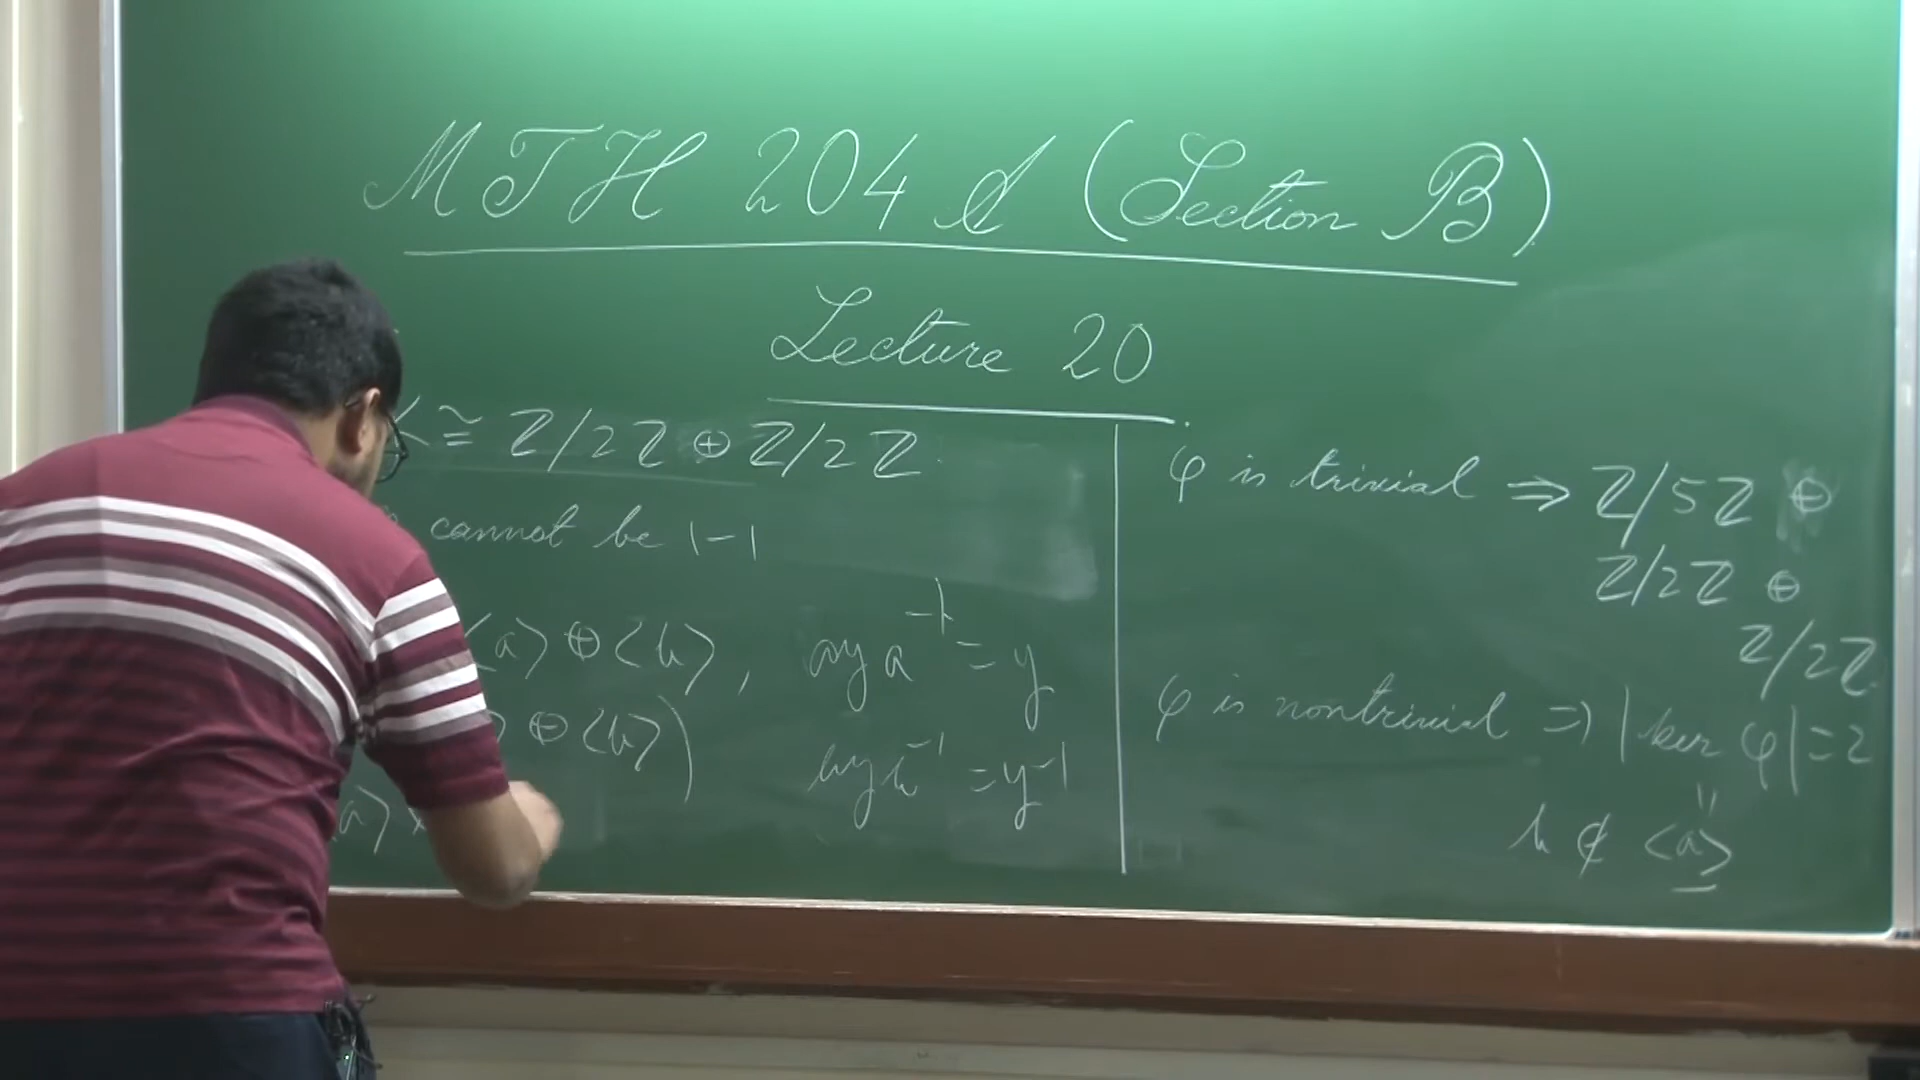 MTH 204 A (Section B)
Lecture 20
K ≅ Z/2Z ⊕ Z/2Z
cannot be 1-1
<a> ⊕ <h>, aya⁻¹ = y
> ⊕ <h>) hyh⁻¹ = y⁻¹
a> ×
φ is trivial ⇒ Z/5Z ⊕
Z/2Z ⊕
Z/2Z
φ is nontrivial ⇒ |ker φ| = 2
"
h ∉ <a>